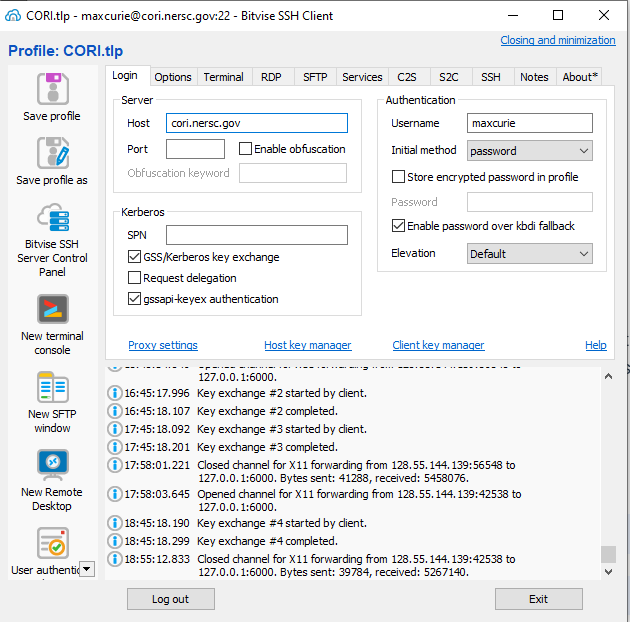 CORI.tlp - maxcurie@cori.nersc.gov:22 - Bitvise SSH Client
Closing and minimization
Profile: CORI.tlp
Save profile
Save profile as
Bitvise SSH
Server Control
Panel
New terminal
console
New SFTP
window
New Remote
Desktop
User authentic
Login Options Terminal RDP SFTP Services C2S S2C SSH Notes About*
Server
Host cori.nersc.gov
Port Enable obfuscation
Obfuscation keyword
Kerberos
SPN
GSS/Kerberos key exchange
Request delegation
gssapi-keyex authentication
Authentication
Username maxcurie
Initial method password
Store encrypted password in profile
Password
Enable password over kbdi fallback
Elevation Default
Proxy settings Host key manager Client key manager Help
127.0.0.1:6000.
16:45:17.996 Key exchange #2 started by client.
16:45:18.107 Key exchange #2 completed.
17:45:18.092 Key exchange #3 started by client.
17:45:18.201 Key exchange #3 completed.
17:58:01.221 Closed channel for X11 forwarding from 128.55.144.139:56548 to
127.0.0.1:6000. Bytes sent: 41288, received: 5458076.
17:58:03.645 Opened channel for X11 forwarding from 128.55.144.139:42538 to
127.0.0.1:6000.
18:45:18.190 Key exchange #4 started by client.
18:45:18.299 Key exchange #4 completed.
18:55:12.833 Closed channel for X11 forwarding from 128.55.144.139:42538 to
127.0.0.1:6000. Bytes sent: 39784, received: 5267140.
Log out Exit